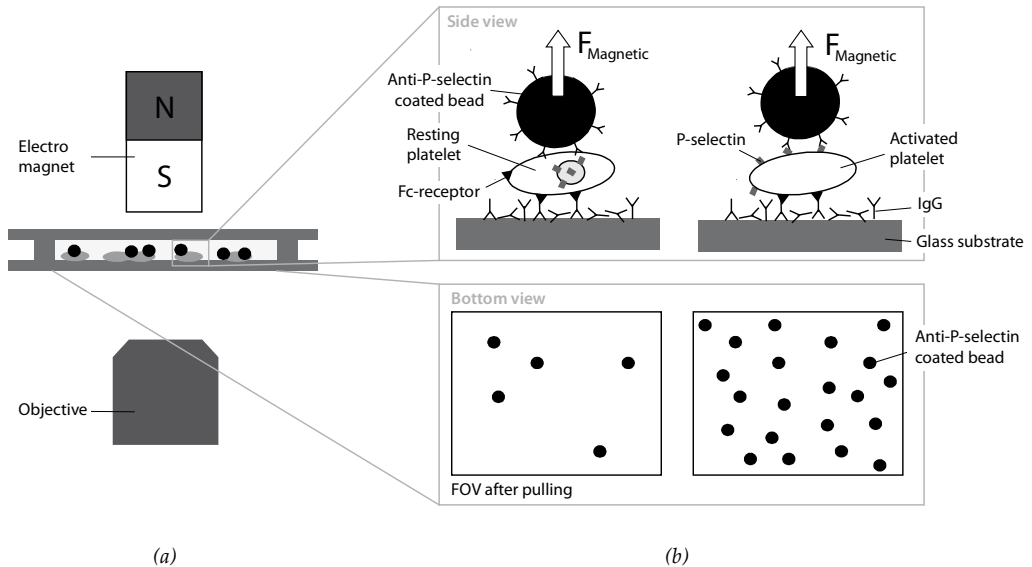 Side view
F Magnetic
F Magnetic
Anti-P-selectin
coated bead
N
Electro
magnet
S
Resting
platelet
Fc-receptor
P-selectin
Activated
platelet
IgG
Glass substrate
Bottom view
Anti-P-selectin
coated bead
Objective
FOV after pulling
(a)
(b)